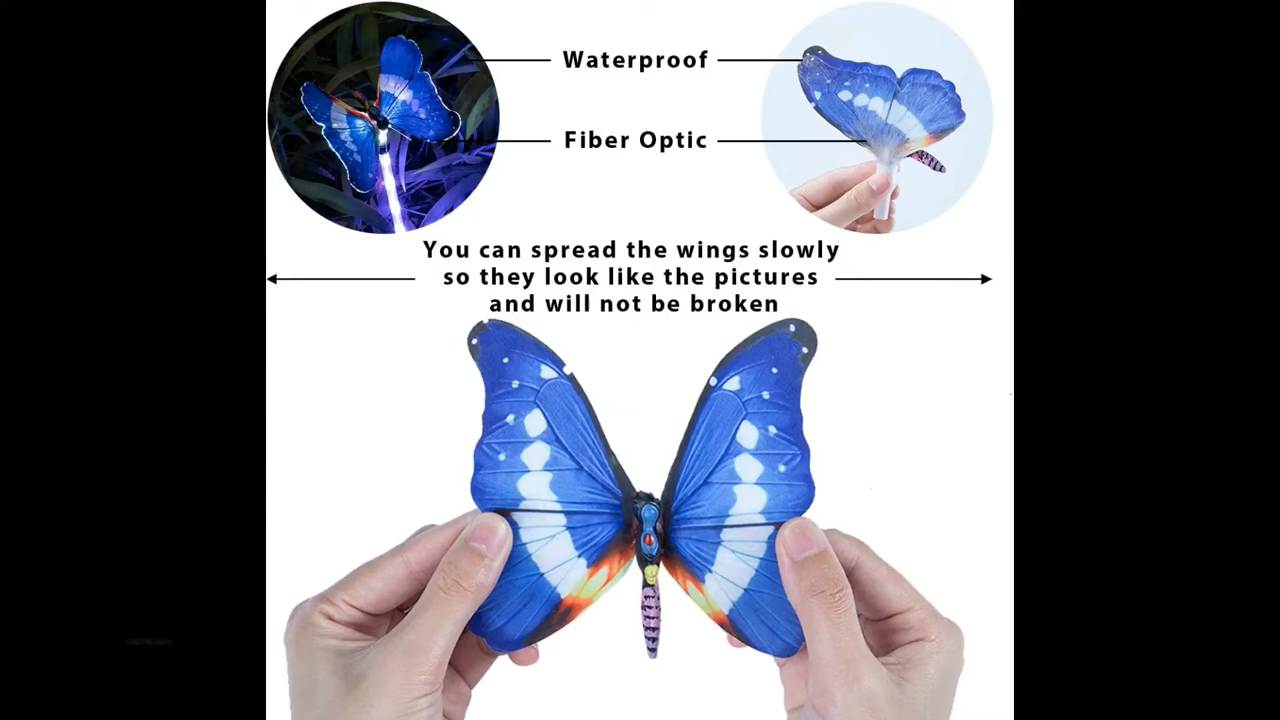 Waterproof
Fiber Optic
You can spread the wings slowly
so they look like the pictures
and will not be broken